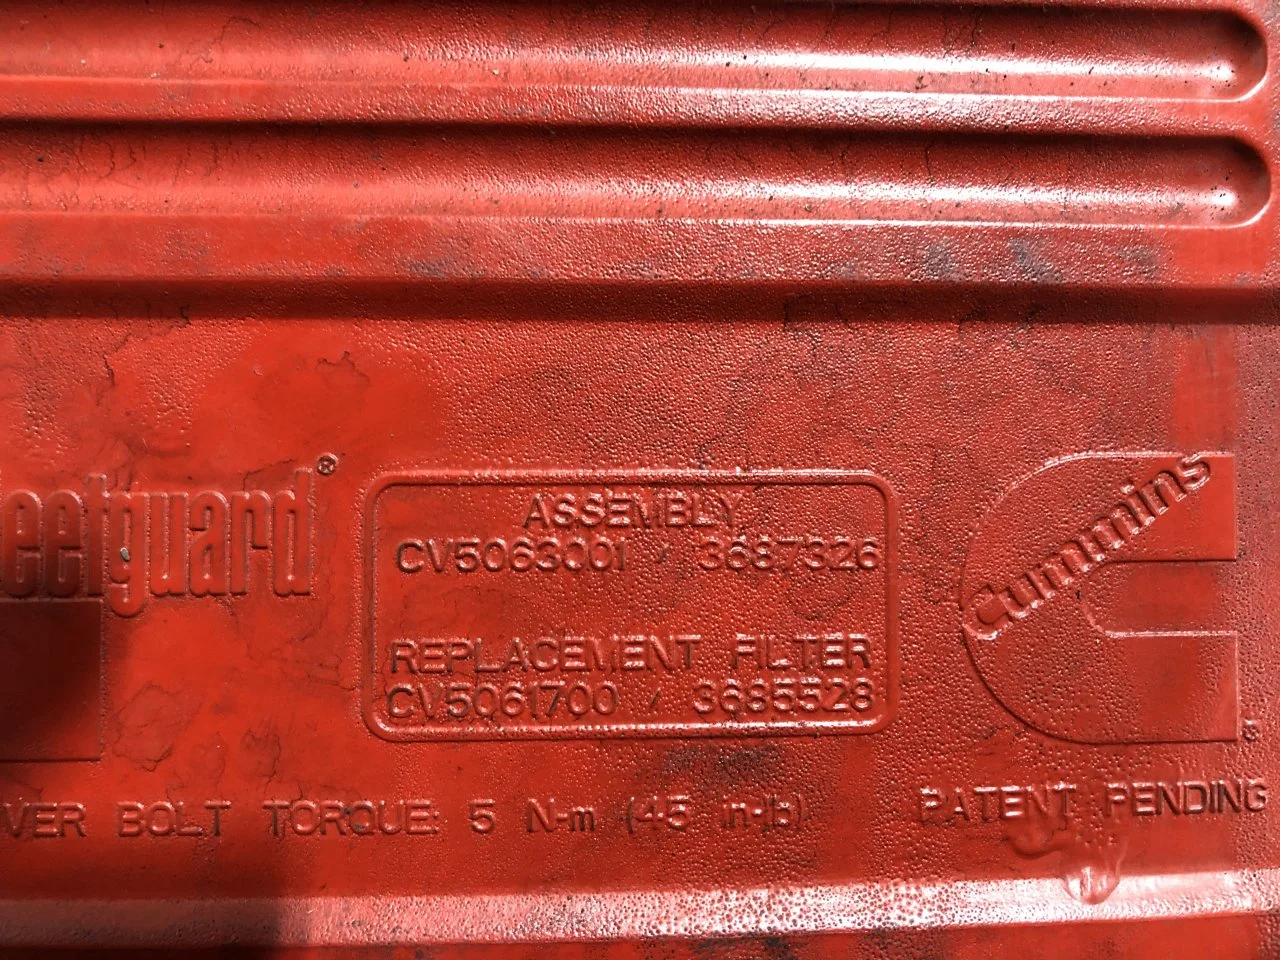 eetguard®
ASSEMBLY
CV5063001 / 3687326
REPLACEMENT FILTER
CV5061700 / 3685528
Cummins
®
VER BOLT TORQUE: 5 N-m (45 in-lb)
PATENT PENDING